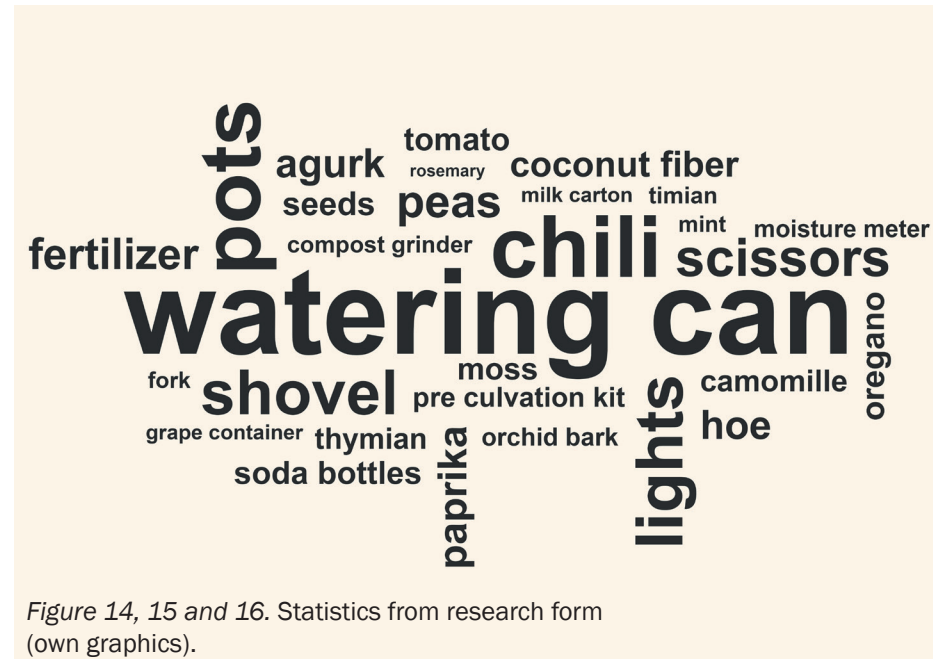 pots
tomato
agurk
rosemary
coconut fiber
seeds
peas
milk carton
timian
fertilizer
compost grinder
chili
mint
moisture meter
scissors
watering can
oregano
fork
shovel
moss
pre culvation kit
lights
camomille
hoe
grape container
thymian
paprika
orchid bark
soda bottles
Figure 14, 15 and 16. Statistics from research form
(own graphics).